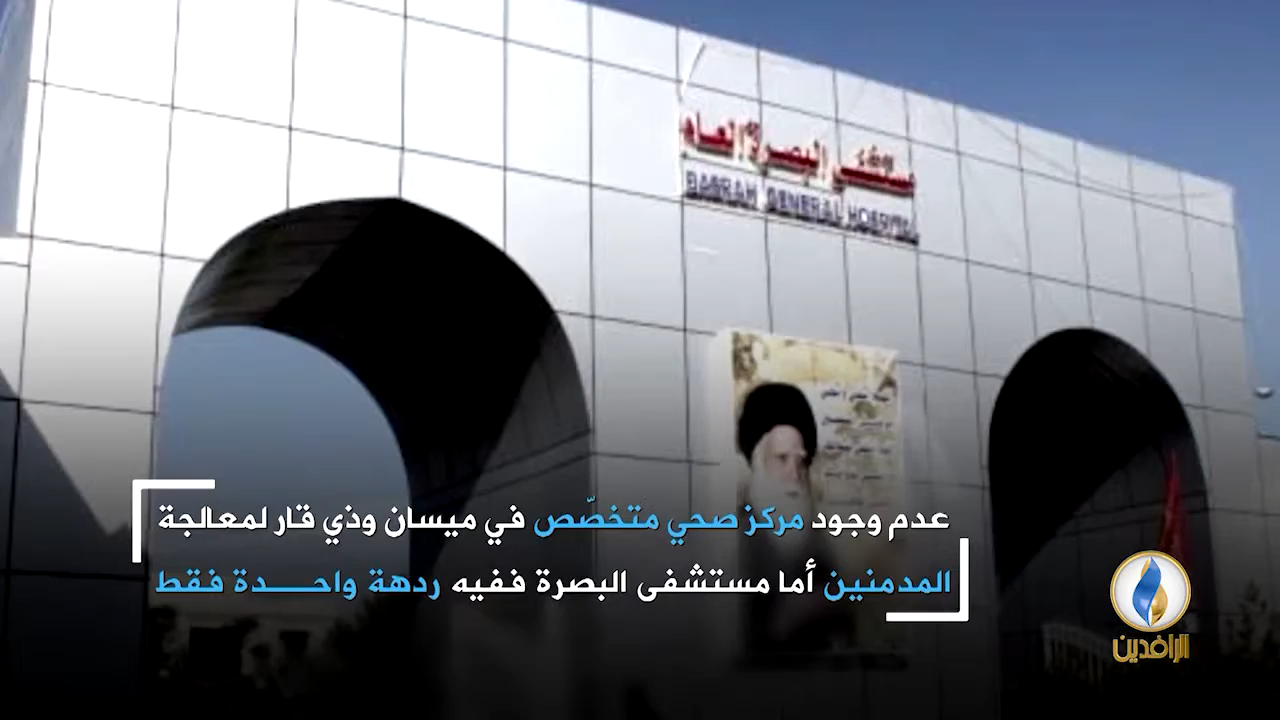 مستشفى البصرة العام
BASRAH GENERAL HOSPITAL
عدم وجود مركز صحي متخصّص في ميسان وذي قار لمعالجة
المدمنين أما مستشفى البصرة ففيه ردهة واحـــــدة فقط
الرافدين